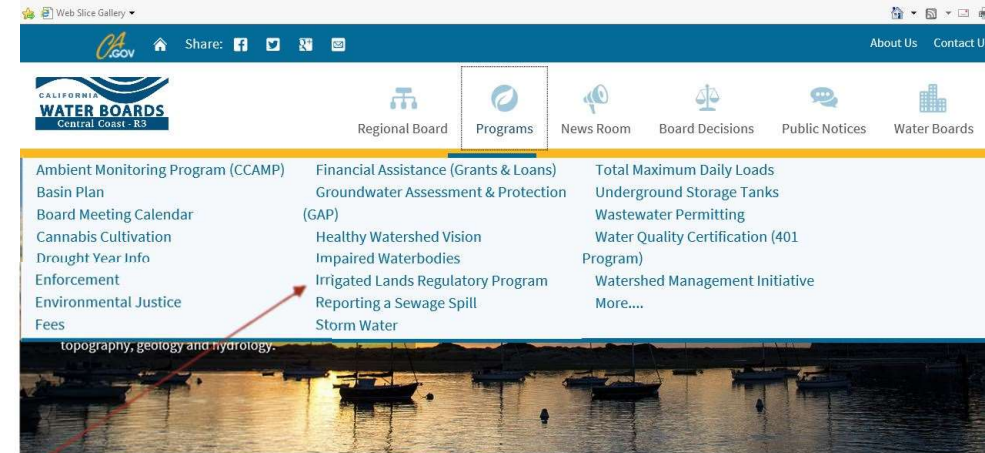 Web Slice Gallery
CA.GOV Share: About Us Contact U
CALIFORNIA
WATER BOARDS
Central Coast - R3
Regional Board Programs News Room Board Decisions Public Notices Water Boards
Ambient Monitoring Program (CCAMP)
Basin Plan
Board Meeting Calendar
Cannabis Cultivation
Drought Year Info
Enforcement
Environmental Justice
Fees
Financial Assistance (Grants & Loans)
Groundwater Assessment & Protection
(GAP)
Healthy Watershed Vision
Impaired Waterbodies
Irrigated Lands Regulatory Program
Reporting a Sewage Spill
Storm Water
Total Maximum Daily Loads
Underground Storage Tanks
Wastewater Permitting
Water Quality Certification (401
Program)
Watershed Management Initiative
More....
topography, geology and hydrology.